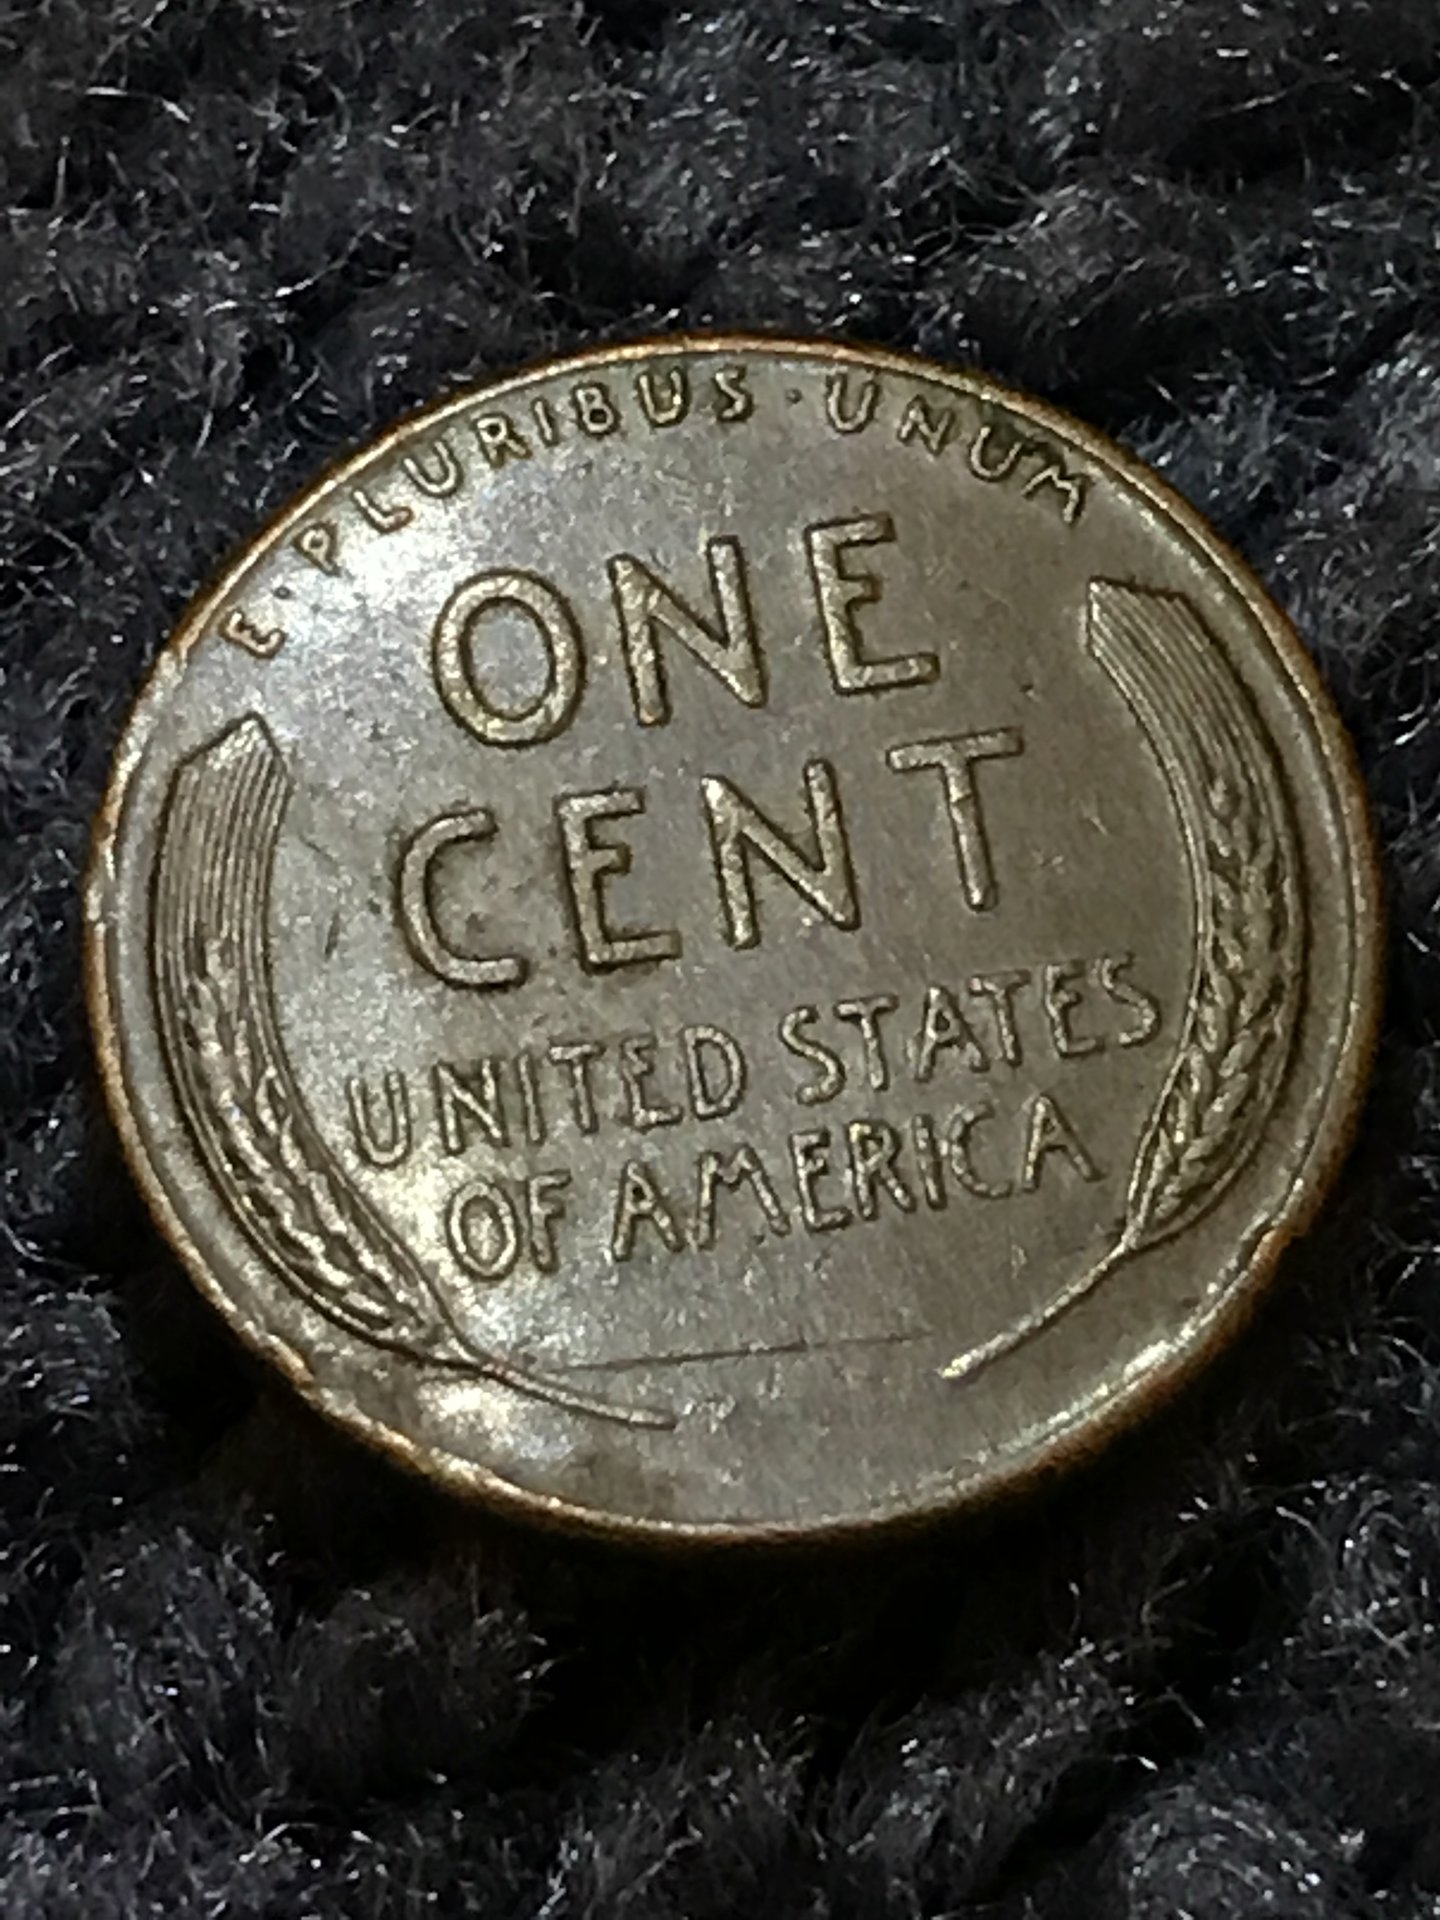 E·PLURIBUS·UNUM
ONE
CENT
UNITED STATES
OF AMERICA